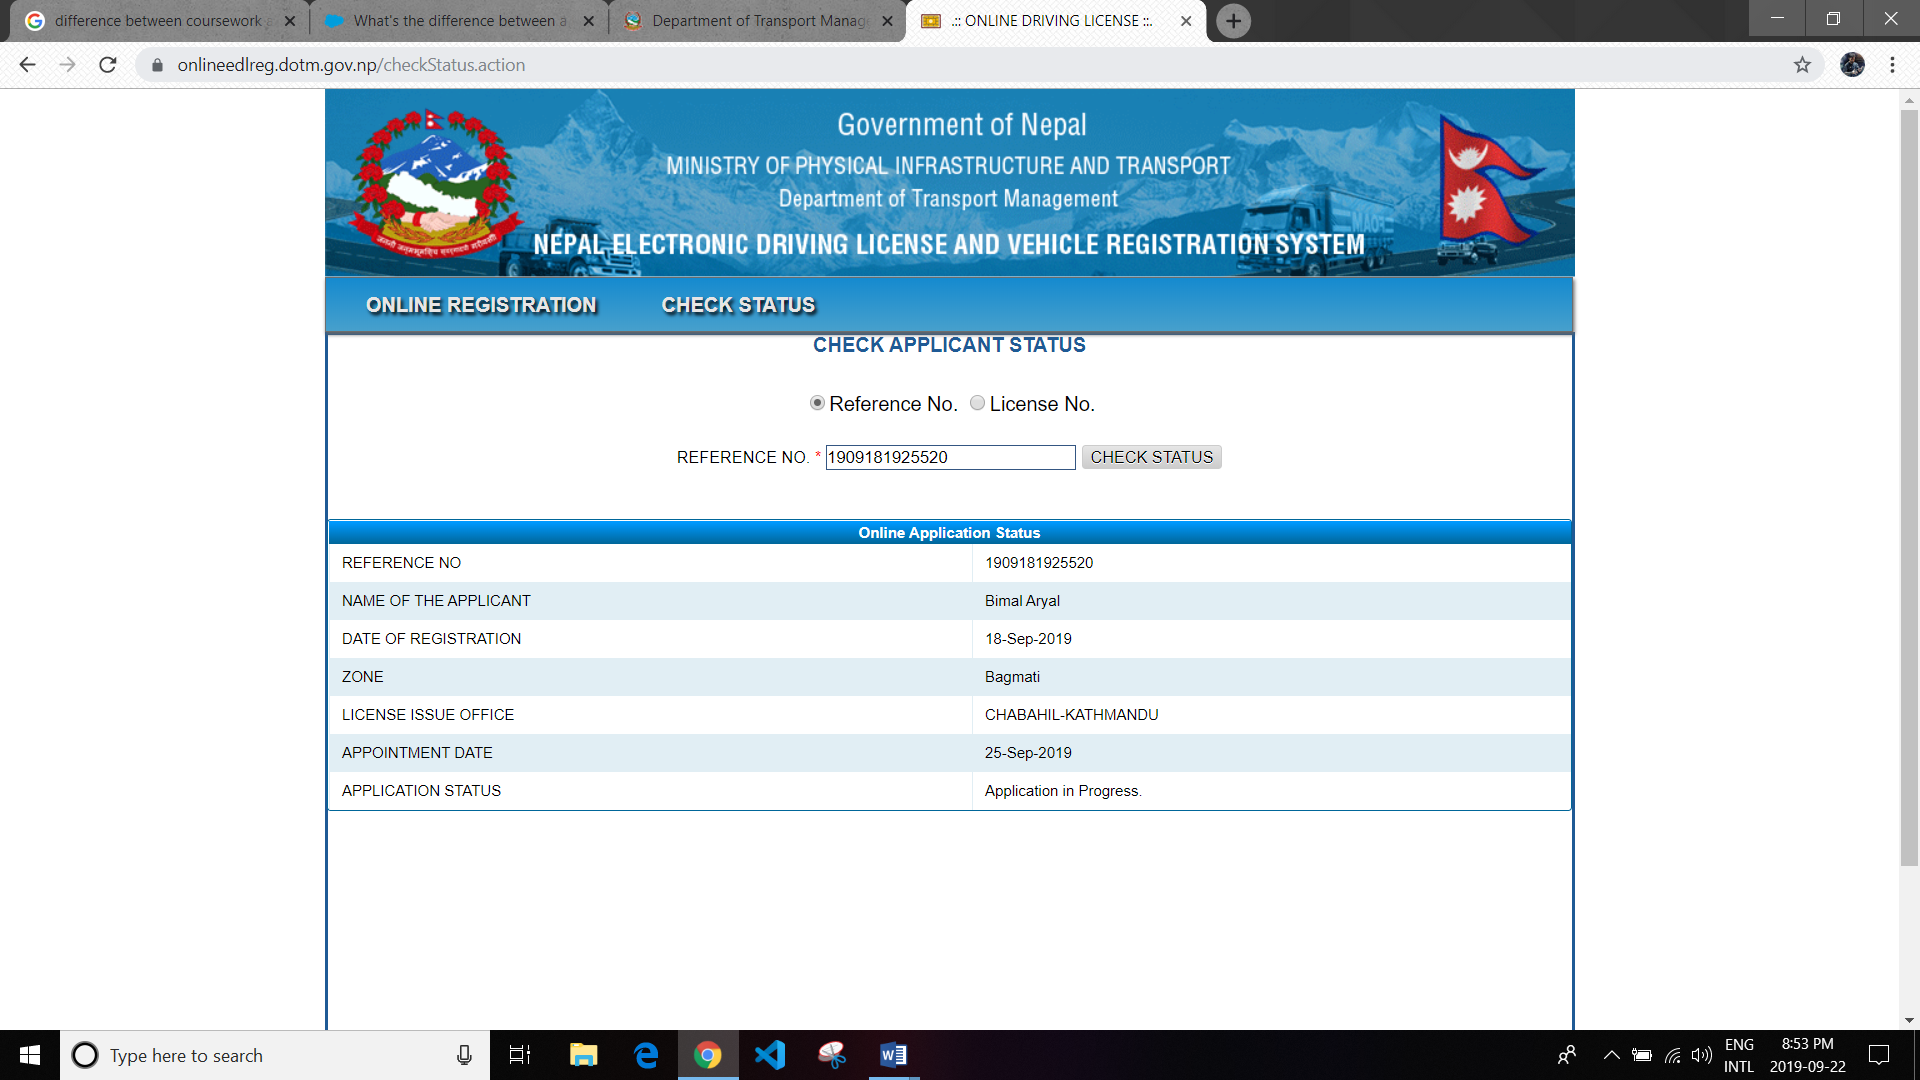 difference between coursework a
What's the difference between a
Department of Transport Manage
.:: ONLINE DRIVING LICENSE ::.
onlineedlreg.dotm.gov.np/checkStatus.action
Government of Nepal
MINISTRY OF PHYSICAL INFRASTRUCTURE AND TRANSPORT
Department of Transport Management
NEPAL ELECTRONIC DRIVING LICENSE AND VEHICLE REGISTRATION SYSTEM
ONLINE REGISTRATION CHECK STATUS
CHECK APPLICANT STATUS
Reference No. License No.
REFERENCE NO. * 1909181925520 CHECK STATUS
Online Application Status
REFERENCE NO 1909181925520
NAME OF THE APPLICANT Bimal Aryal
DATE OF REGISTRATION 18-Sep-2019
ZONE Bagmati
LICENSE ISSUE OFFICE CHABAHIL-KATHMANDU
APPOINTMENT DATE 25-Sep-2019
APPLICATION STATUS Application in Progress.
Type here to search
ENG
INTL
8:53 PM
2019-09-22